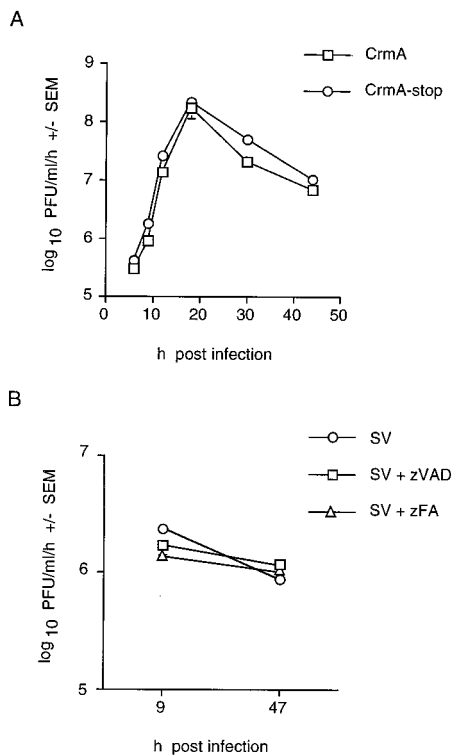 A
CrmA
CrmA-stop
log10 PFU/ml/h +/- SEM
9
8
7
6
5
0 10 20 30 40 50
h post infection
B
SV
SV + zVAD
SV + zFA
log10 PFU/ml/h +/- SEM
7
6
5
9 47
h post infection